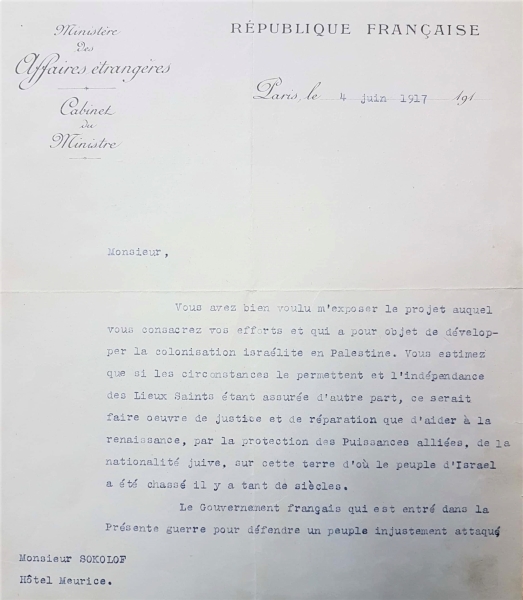 Ministère
des
Affaires étrangères
Cabinet
du
Ministre
RÉPUBLIQUE FRANÇAISE
Paris, le 4 juin 1917 191
Monsieur,
Vous avez bien voulu m'exposer le projet auquel
vous consacrez vos efforts et qui a pour objet de dévelop-
per la colonisation israélite en Palestine. Vous estimez
que si les circonstances le permettent et l'indépendance
des Lieux Saints étant assurée d'autre part, ce serait
faire oeuvre de justice et de réparation que d'aider à la
renaissance, par la protection des Puissances alliées, de la
nationalité juive, sur cette terre d'où le peuple d'Israel
a été chassé il y a tant de siècles.
Le Gouvernement français qui est entré dans la
Présente guerre pour défendre un peuple injustement attaqué
Monsieur SOKOLOF
Hôtel Meurice.